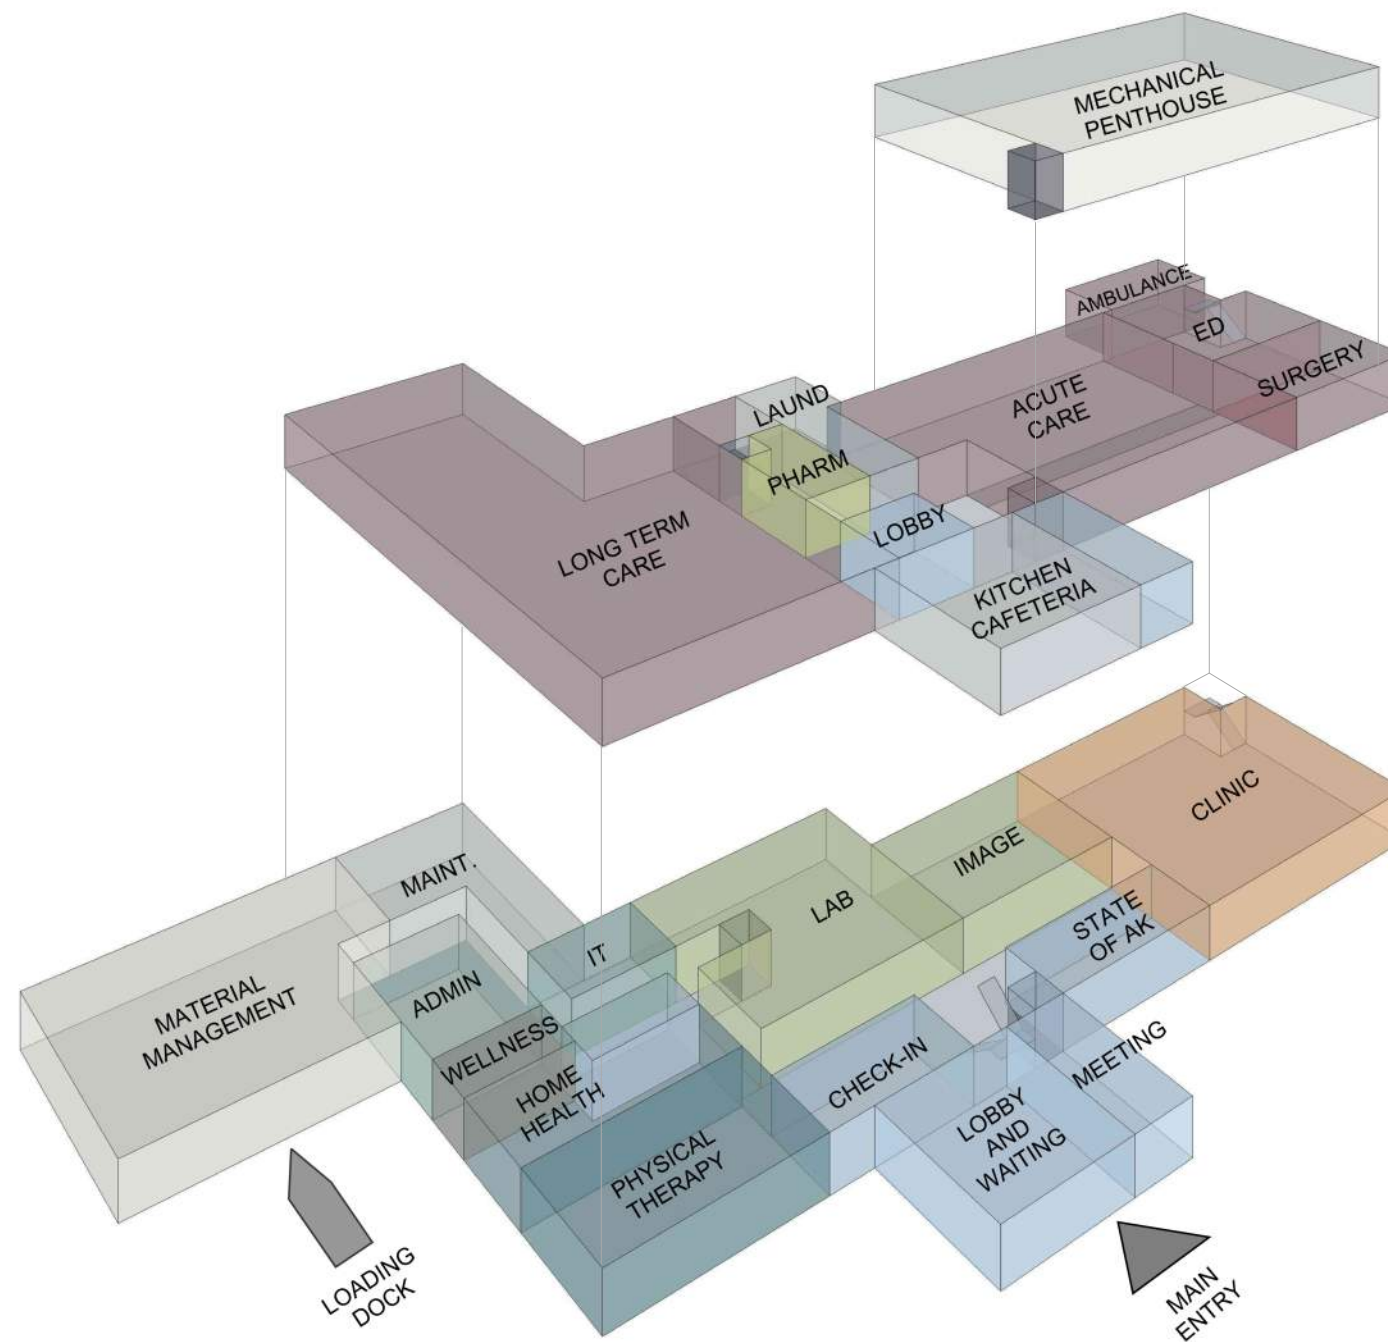 MECHANICAL
PENTHOUSE
AMBULANCE
ED
SURGERY
LAUND
ACUTE
CARE
PHARM
LOBBY
LONG TERM
CARE
KITCHEN
CAFETERIA
CLINIC
IMAGE
MAINT.
LAB
STATE
OF AK
IT
ADMIN
MATERIAL
MANAGEMENT
WELLNESS
HOME
HEALTH
CHECK-IN
MEETING
LOBBY
AND
WAITING
PHYSICAL
THERAPY
LOADING
DOCK
MAIN
ENTRY